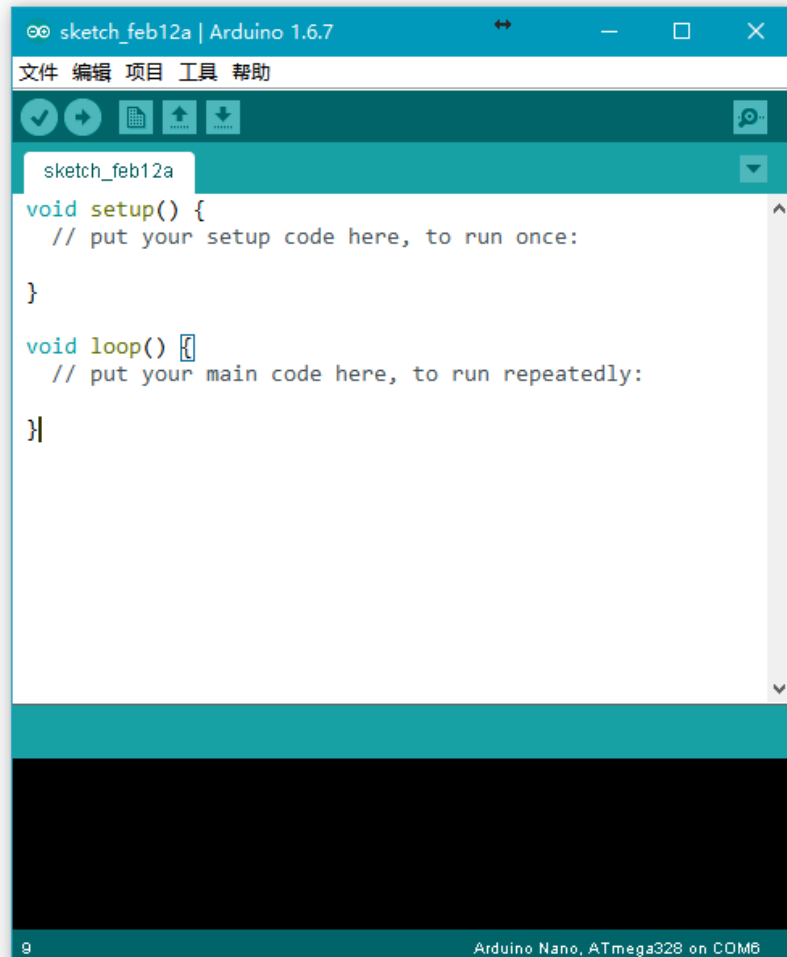 sketch_feb12a | Arduino 1.6.7
文件 编辑 项目 工具 帮助
sketch_feb12a
void setup() {
  // put your setup code here, to run once:
}
void loop() {
  // put your main code here, to run repeatedly:
}
9 Arduino Nano, ATmega328 on COM6